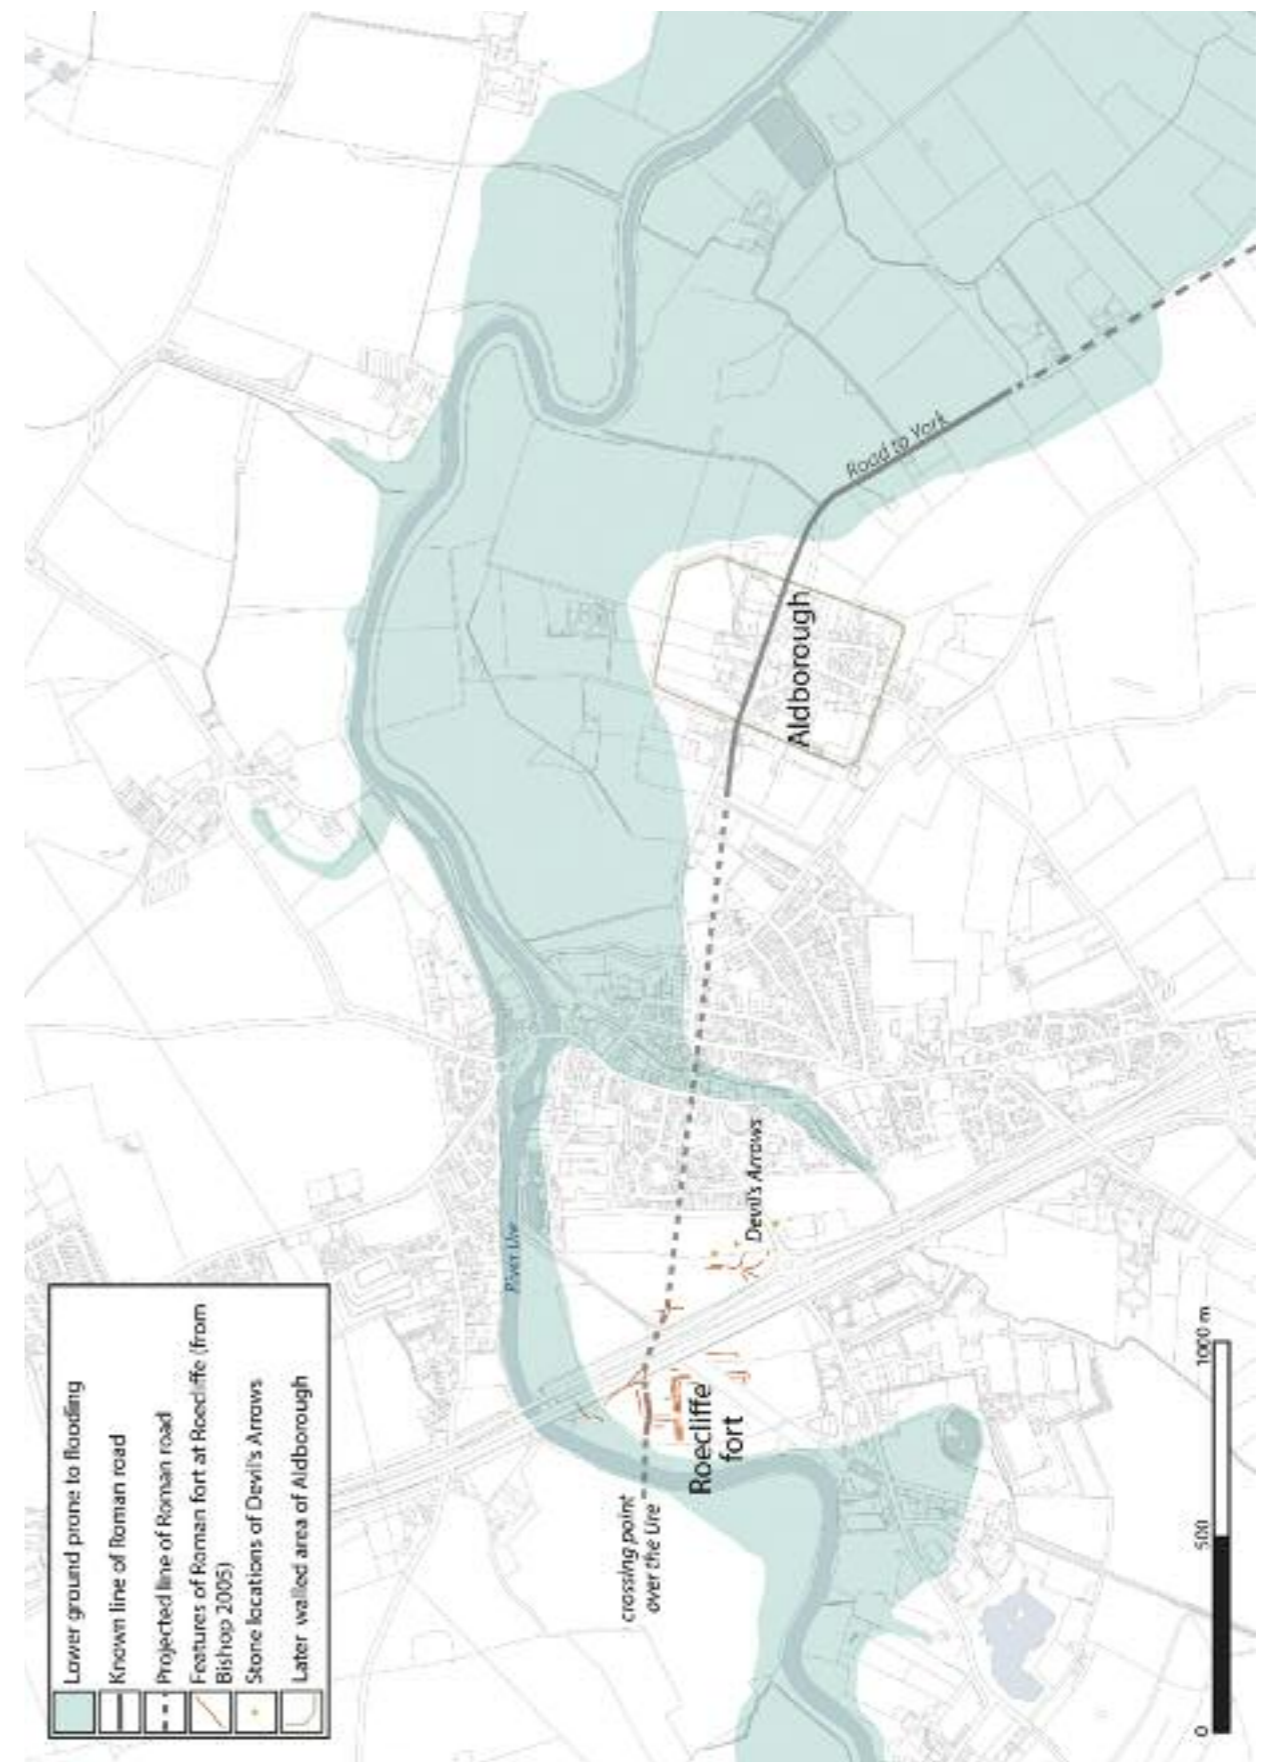 Lower ground prone to flooding
Known line of Roman road
Projected line of Roman road
Features of Roman fort at Roecliffe (from
Bishop 2005)
Stone locations of Devil's Arrows
Later walled area of Aldborough
River Ure
crossing point
over the Ure
Roecliffe
fort
Devil's Arrows
Aldborough
Road to York
0
500
1000 m